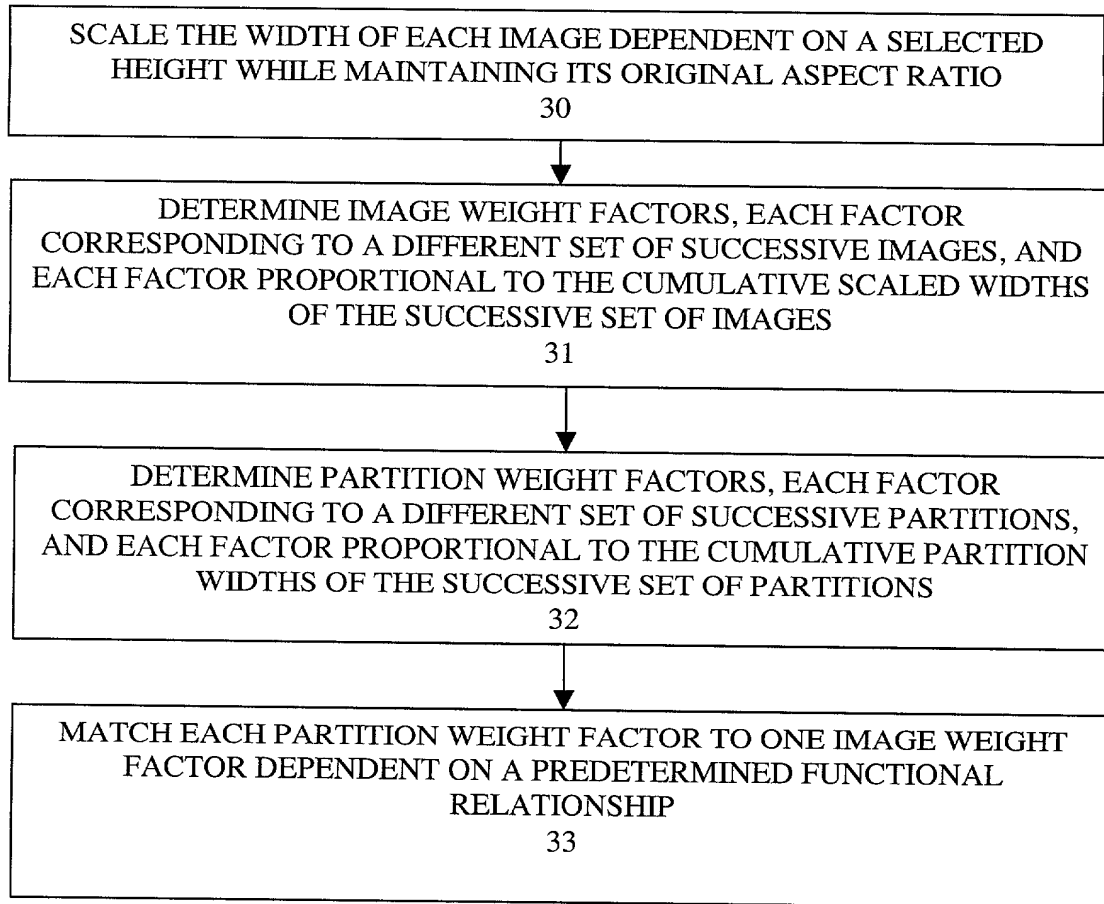 SCALE THE WIDTH OF EACH IMAGE DEPENDENT ON A SELECTED
HEIGHT WHILE MAINTAINING ITS ORIGINAL ASPECT RATIO
30
DETERMINE IMAGE WEIGHT FACTORS, EACH FACTOR
CORRESPONDING TO A DIFFERENT SET OF SUCCESSIVE IMAGES, AND
EACH FACTOR PROPORTIONAL TO THE CUMULATIVE SCALED WIDTHS
OF THE SUCCESSIVE SET OF IMAGES
31
DETERMINE PARTITION WEIGHT FACTORS, EACH FACTOR
CORRESPONDING TO A DIFFERENT SET OF SUCCESSIVE PARTITIONS,
AND EACH FACTOR PROPORTIONAL TO THE CUMULATIVE PARTITION
WIDTHS OF THE SUCCESSIVE SET OF PARTITIONS
32
MATCH EACH PARTITION WEIGHT FACTOR TO ONE IMAGE WEIGHT
FACTOR DEPENDENT ON A PREDETERMINED FUNCTIONAL
RELATIONSHIP
33